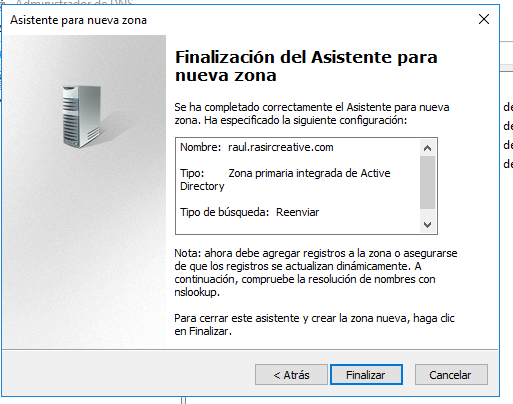 Administrador de DNS
Asistente para nueva zona
Finalización del Asistente para
nueva zona
Se ha completado correctamente el Asistente para nueva
zona. Ha especificado la siguiente configuración:
Nombre: raul.rasircreative.com
Tipo: Zona primaria integrada de Active
Directory
Tipo de búsqueda: Reenviar
Nota: ahora debe agregar registros a la zona o asegurarse
de que los registros se actualizan dinámicamente. A
continuación, compruebe la resolución de nombres con
nslookup.
Para cerrar este asistente y crear la zona nueva, haga clic
en Finalizar.
< Atrás
Finalizar
Cancelar
de
de
de
de